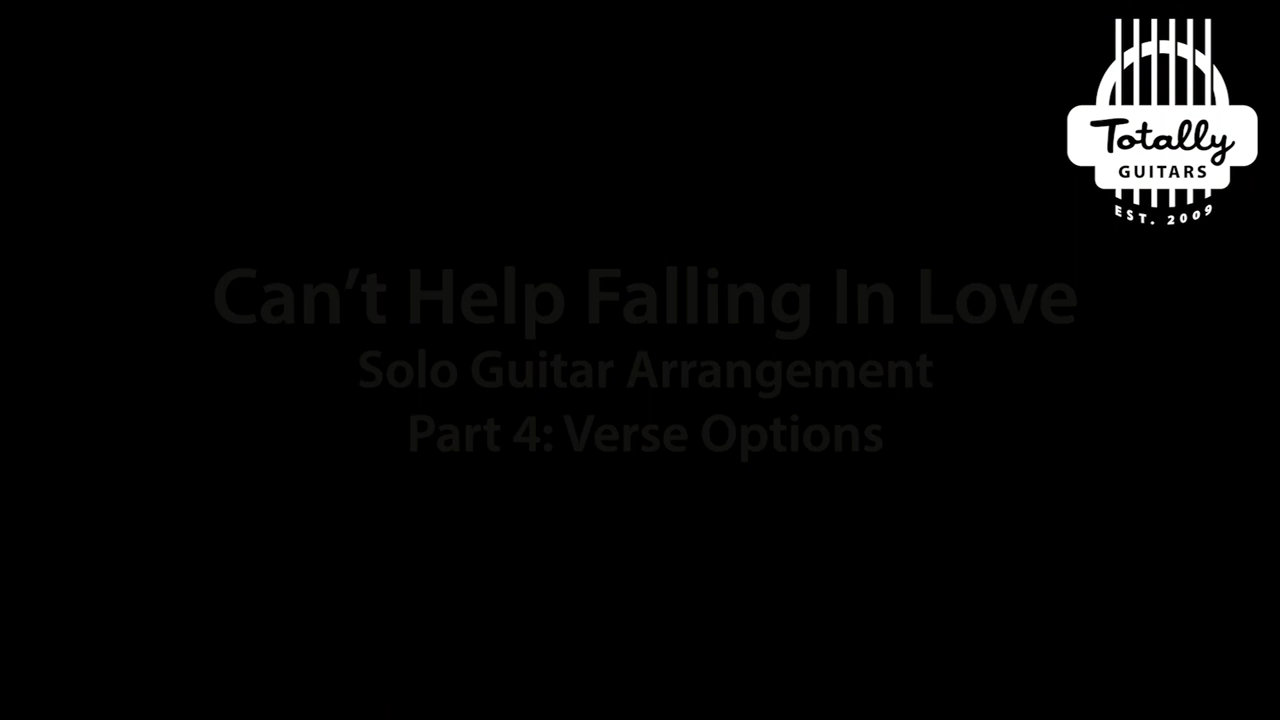 Totally
GUITARS
EST. 2009
Can’t Help Falling In Love
Solo Guitar Arrangement
Part 4: Verse Options